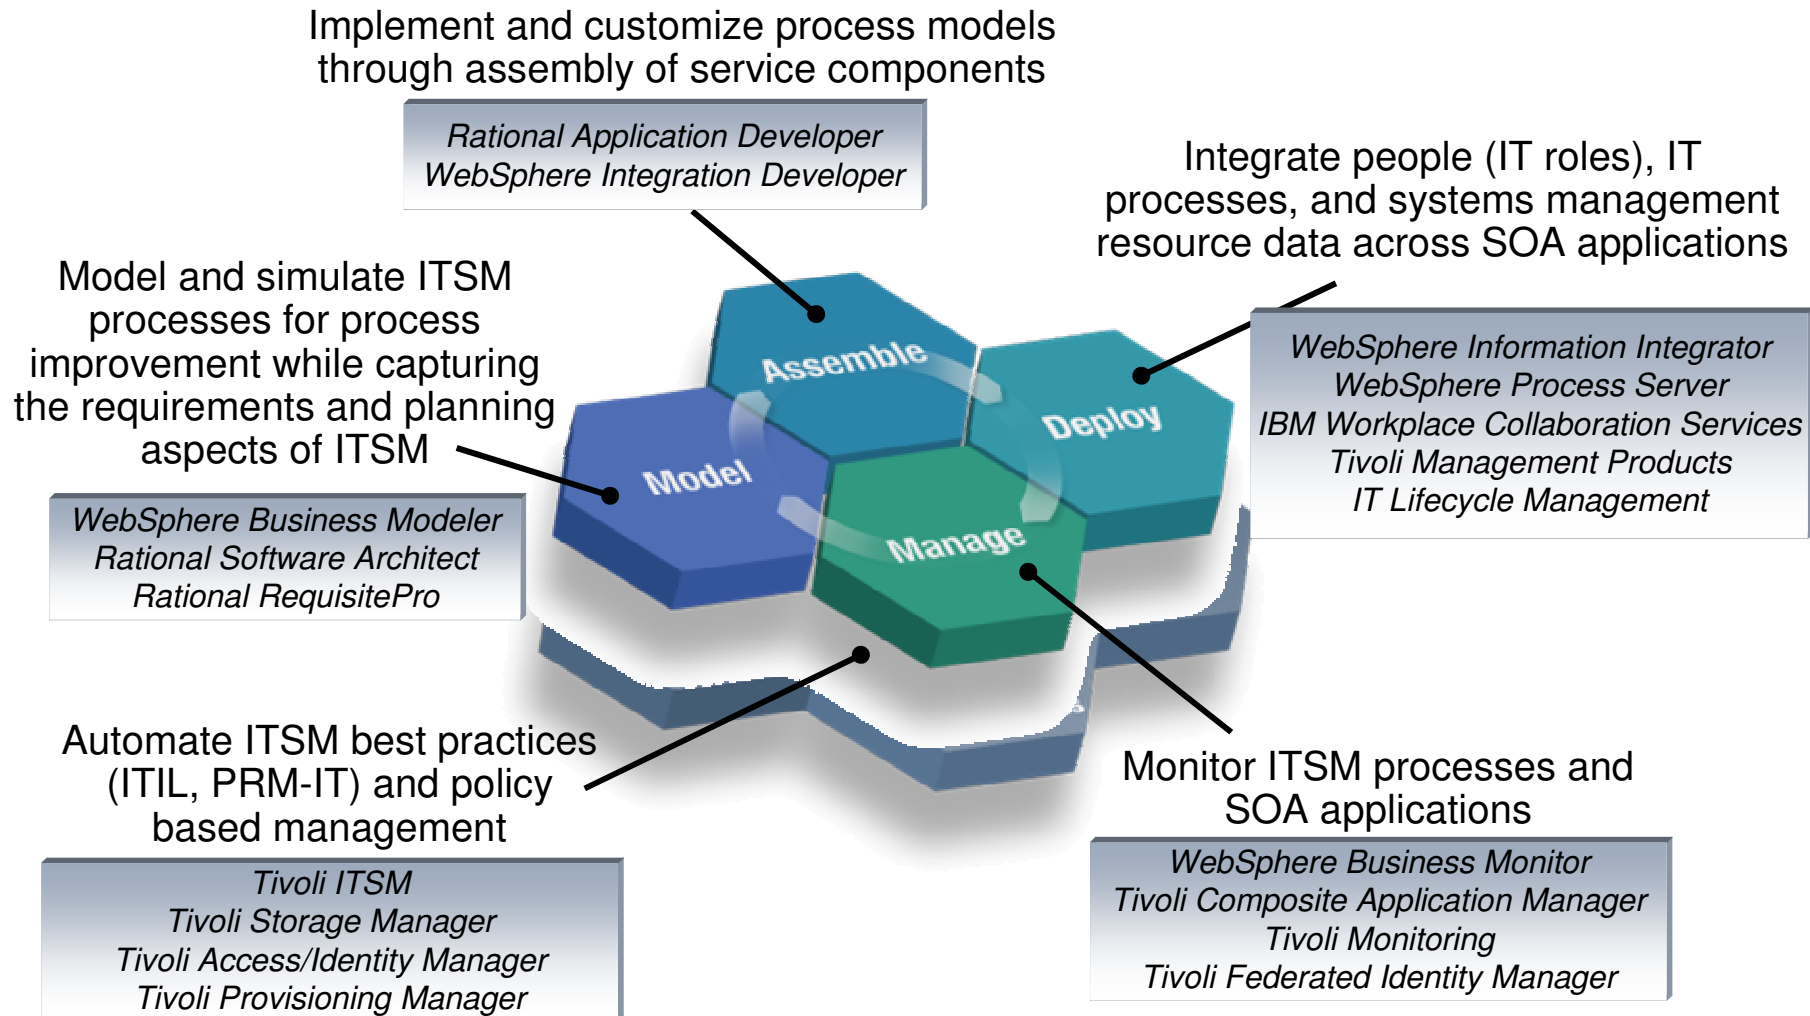 Implement and customize process models
through assembly of service components
Rational Application Developer
WebSphere Integration Developer
Integrate people (IT roles), IT
processes, and systems management
resource data across SOA applications
WebSphere Information Integrator
WebSphere Process Server
IBM Workplace Collaboration Services
Tivoli Management Products
IT Lifecycle Management
Model and simulate ITSM
processes for process
improvement while capturing
the requirements and planning
aspects of ITSM
WebSphere Business Modeler
Rational Software Architect
Rational RequisitePro
Assemble
Deploy
Model
Manage
Automate ITSM best practices
(ITIL, PRM-IT) and policy
based management
Tivoli ITSM
Tivoli Storage Manager
Tivoli Access/Identity Manager
Tivoli Provisioning Manager
Monitor ITSM processes and
SOA applications
WebSphere Business Monitor
Tivoli Composite Application Manager
Tivoli Monitoring
Tivoli Federated Identity Manager